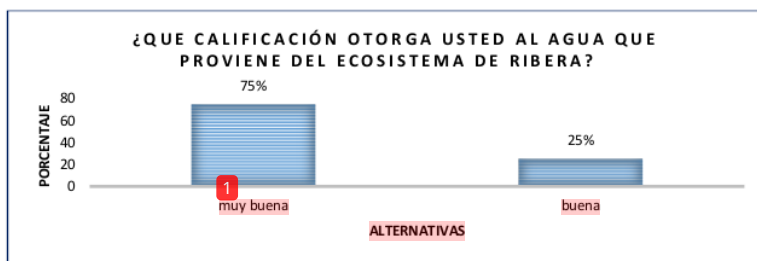 ¿QUE CALIFICACIÓN OTORGA USTED AL AGUA QUE
PROVIENE DEL ECOSISTEMA DE RIBERA?
PORCENTAJE
80
60
40
20
0
75%
25%
1
muy buena
buena
ALTERNATIVAS